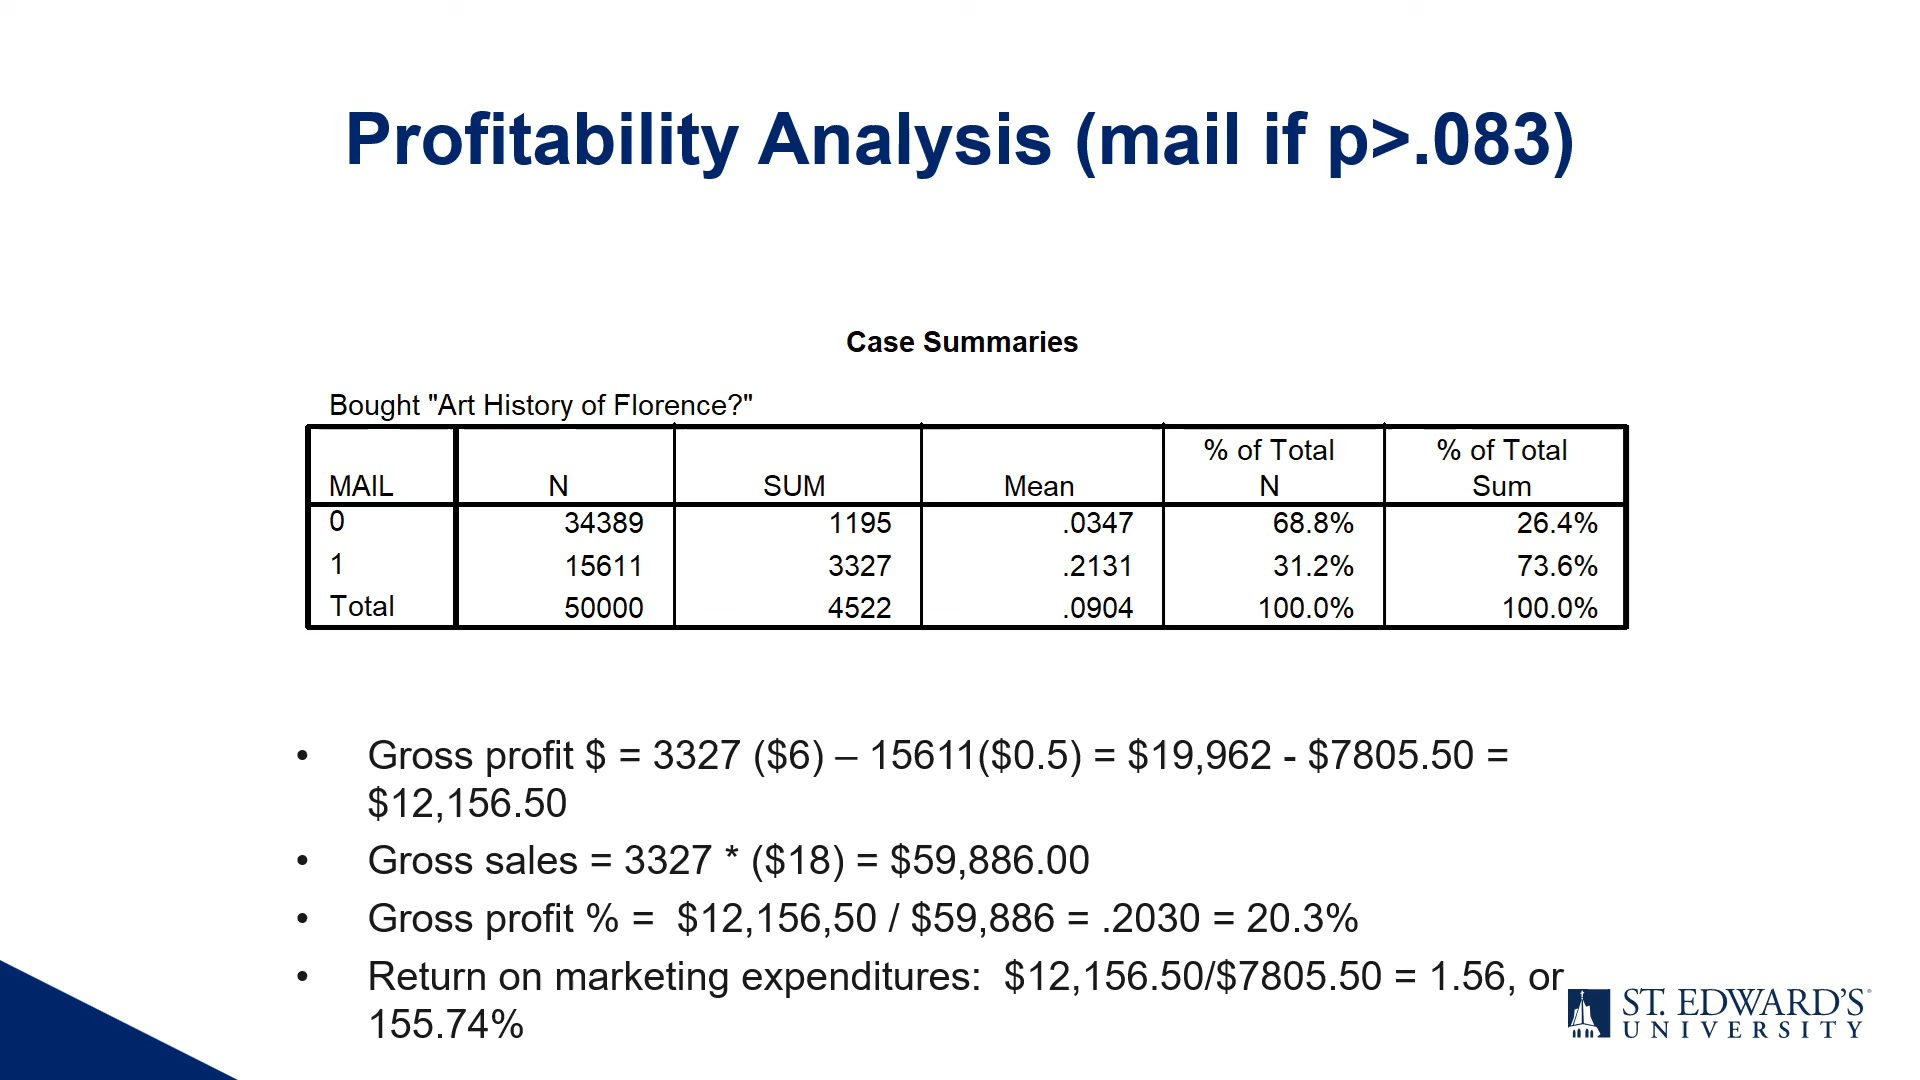 Profitability Analysis (mail if p>.083)
Case Summaries
Bought "Art History of Florence?"
MAIL N SUM Mean % of Total N % of Total Sum
0 34389 1195 .0347 68.8% 26.4%
1 15611 3327 .2131 31.2% 73.6%
Total 50000 4522 .0904 100.0% 100.0%
• Gross profit $ = 3327 ($6) – 15611($0.5) = $19,962 - $7805.50 =
$12,156.50
• Gross sales = 3327 * ($18) = $59,886.00
• Gross profit % =  $12,156,50 / $59,886 = .2030 = 20.3%
• Return on marketing expenditures:  $12,156.50/$7805.50 = 1.56, or
155.74%
ST. EDWARD'S
UNIVERSITY